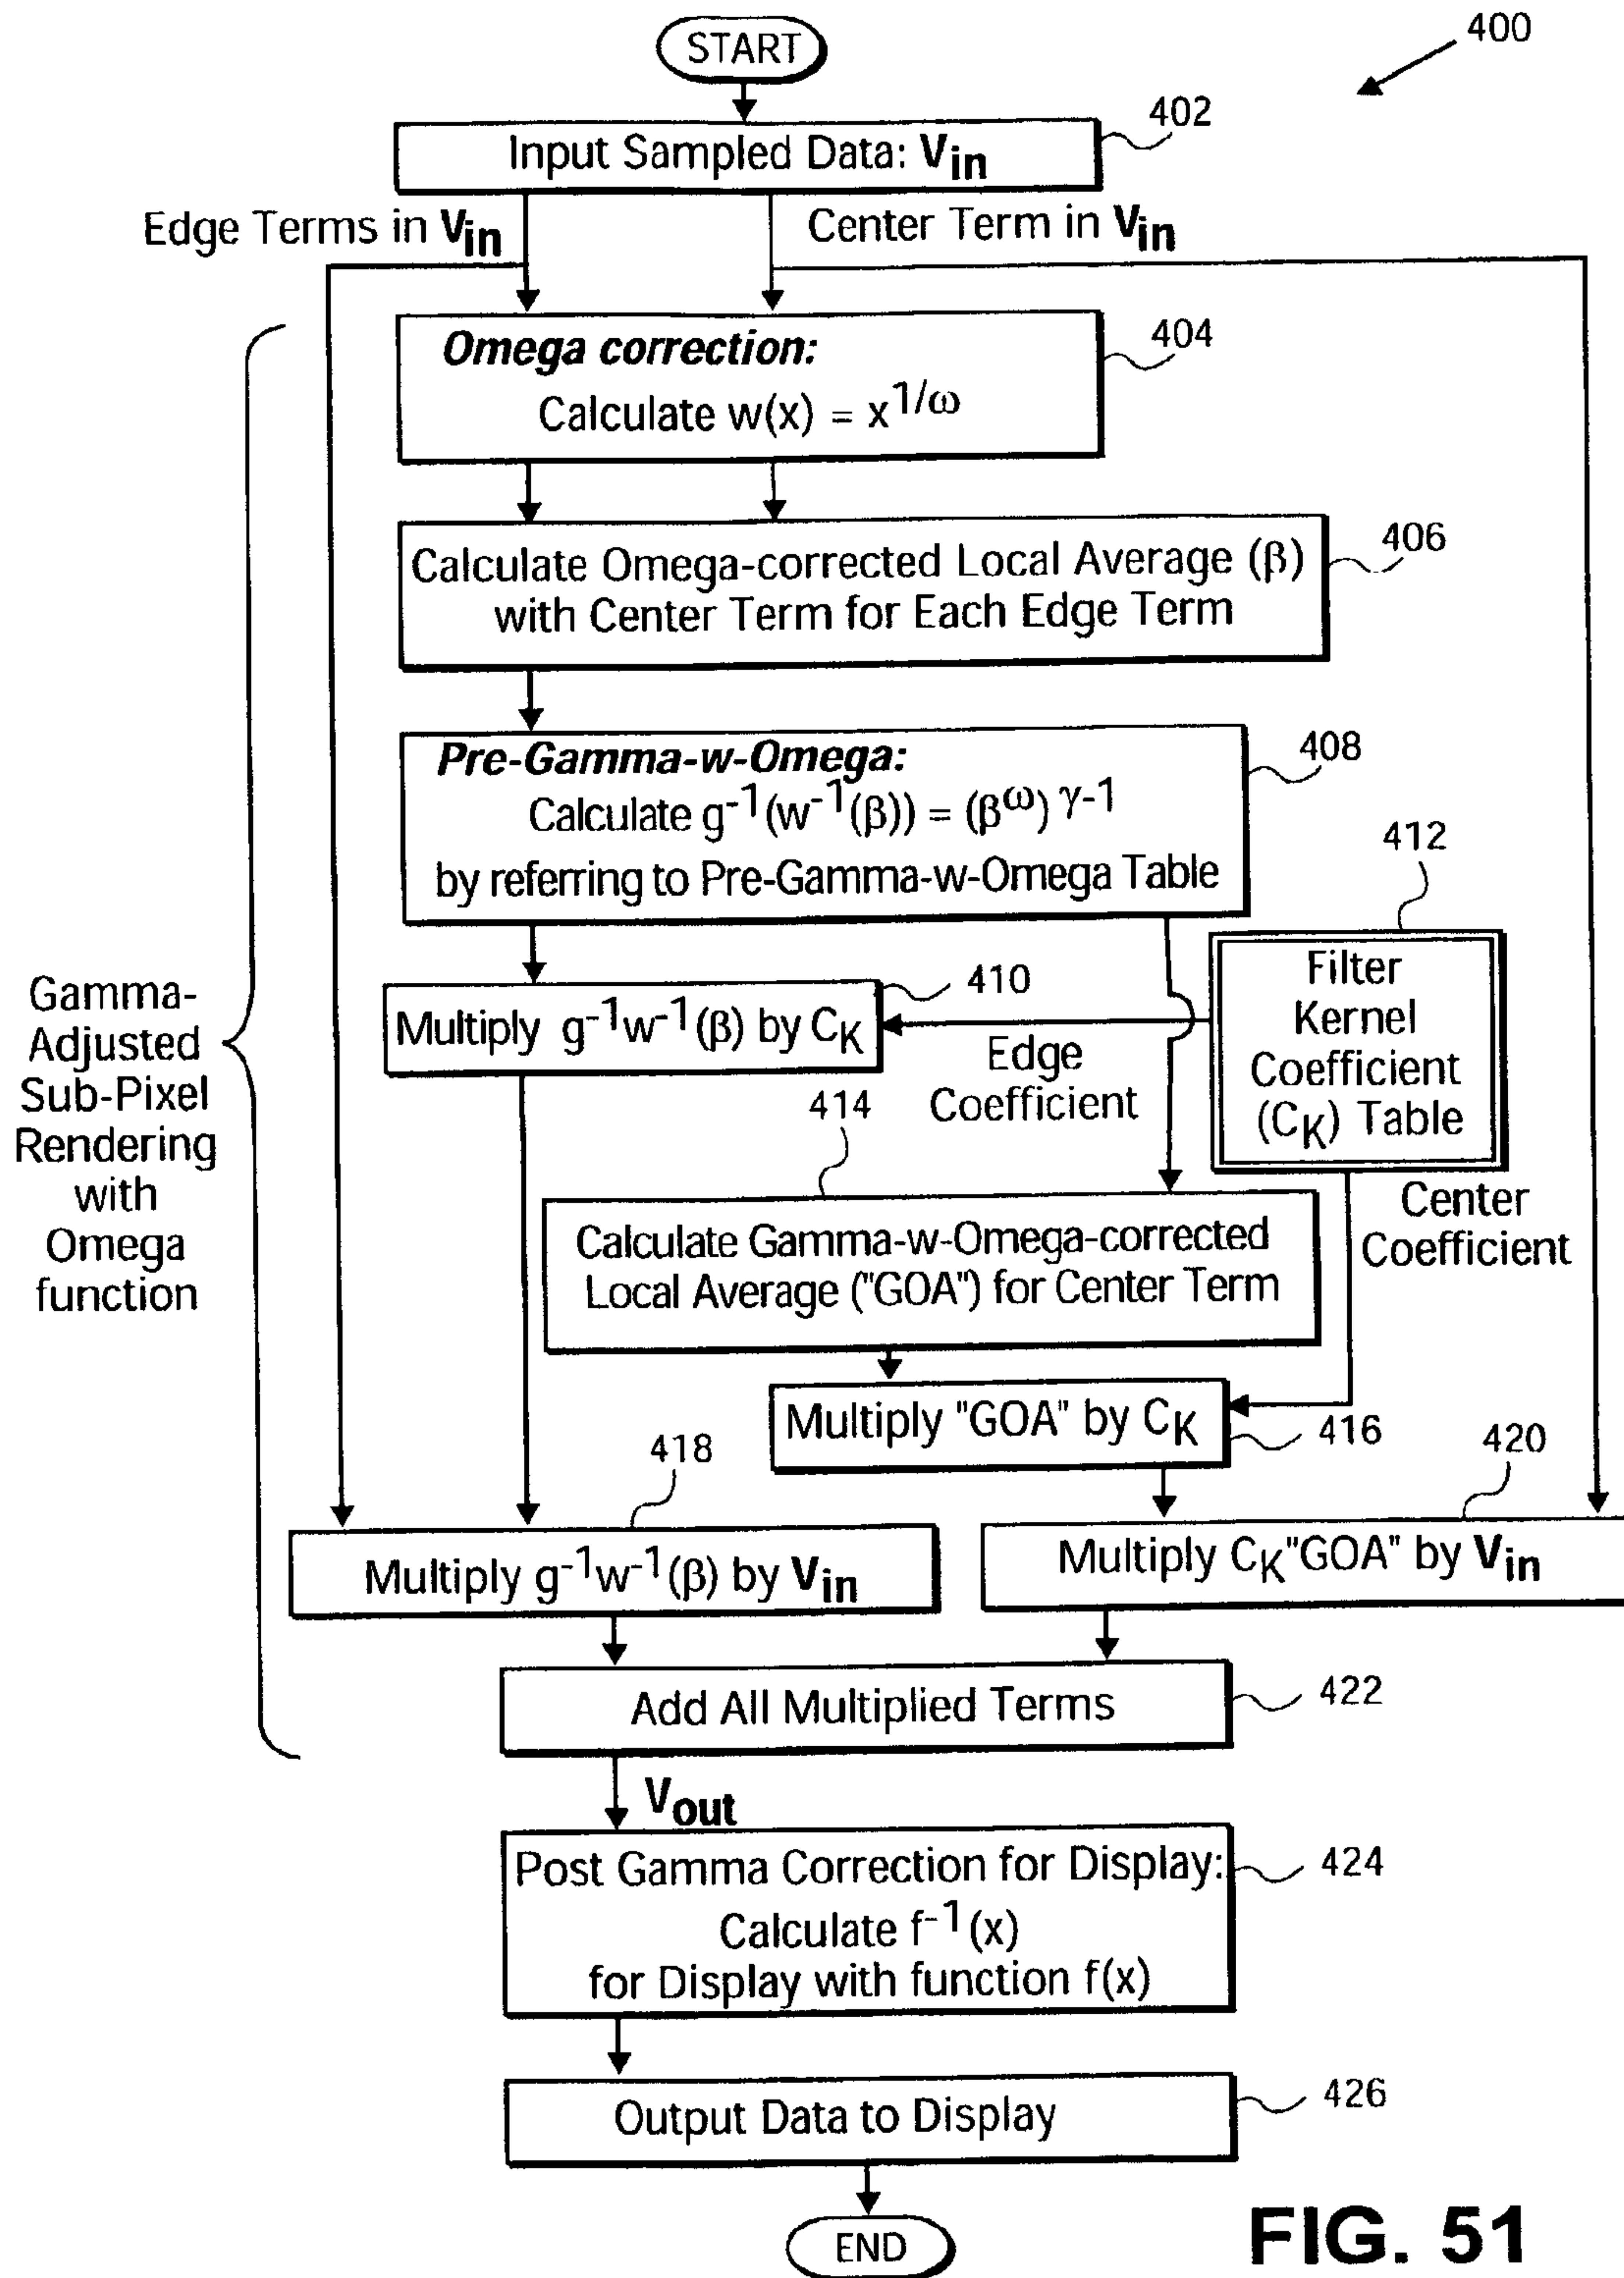 START
400
402
Input Sampled Data: Vin
Edge Terms in Vin
Center Term in Vin
Omega correction:
Calculate w(x) = x^1/ω
404
Calculate Omega-corrected Local Average (β)
with Center Term for Each Edge Term
406
Pre-Gamma-w-Omega:
Calculate g^-1(w^-1(β)) = (β^ω)^γ-1
by referring to Pre-Gamma-w-Omega Table
408
412
Filter
Kernel
Coefficient
(CK) Table
Multiply g^-1w^-1(β) by CK
410
Edge
Coefficient
Gamma-
Adjusted
Sub-Pixel
Rendering
with
Omega
function
414
Center
Coefficient
Calculate Gamma-w-Omega-corrected
Local Average ("GOA") for Center Term
Multiply "GOA" by CK
416
418
420
Multiply g^-1w^-1(β) by Vin
Multiply CK"GOA" by Vin
Add All Multiplied Terms
422
Vout
Post Gamma Correction for Display:
Calculate f^-1(x)
for Display with function f(x)
424
Output Data to Display
426
END
FIG. 51